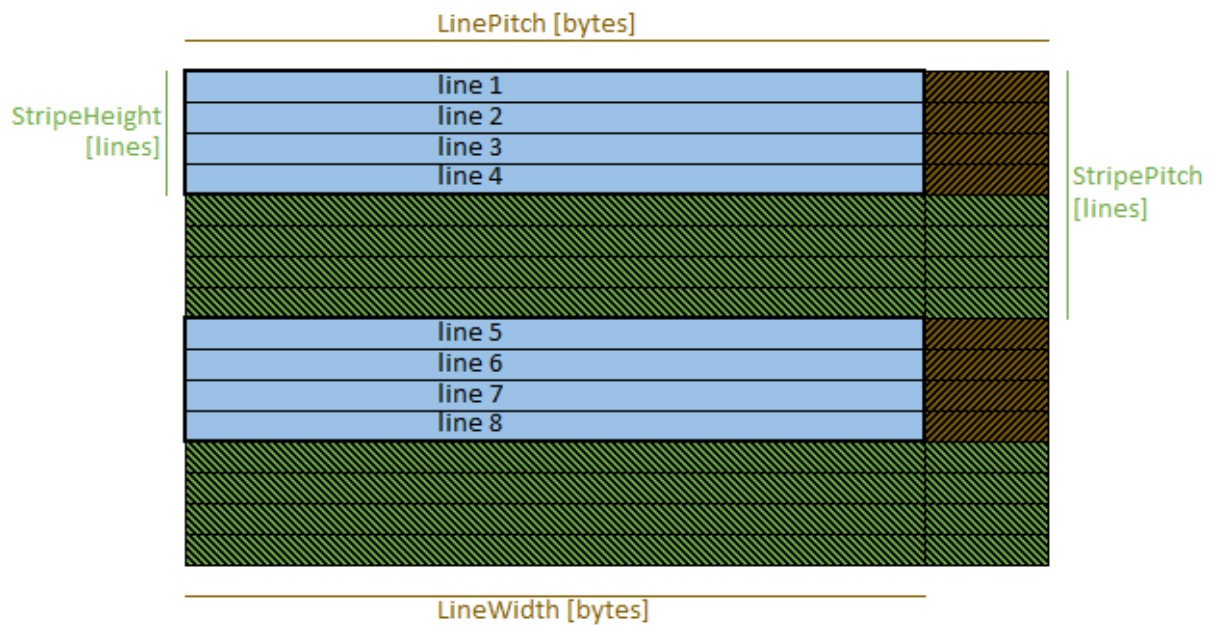 LinePitch [bytes]
line 1
line 2
line 3
line 4
StripeHeight
[lines]
StripePitch
[lines]
line 5
line 6
line 7
line 8
LineWidth [bytes]